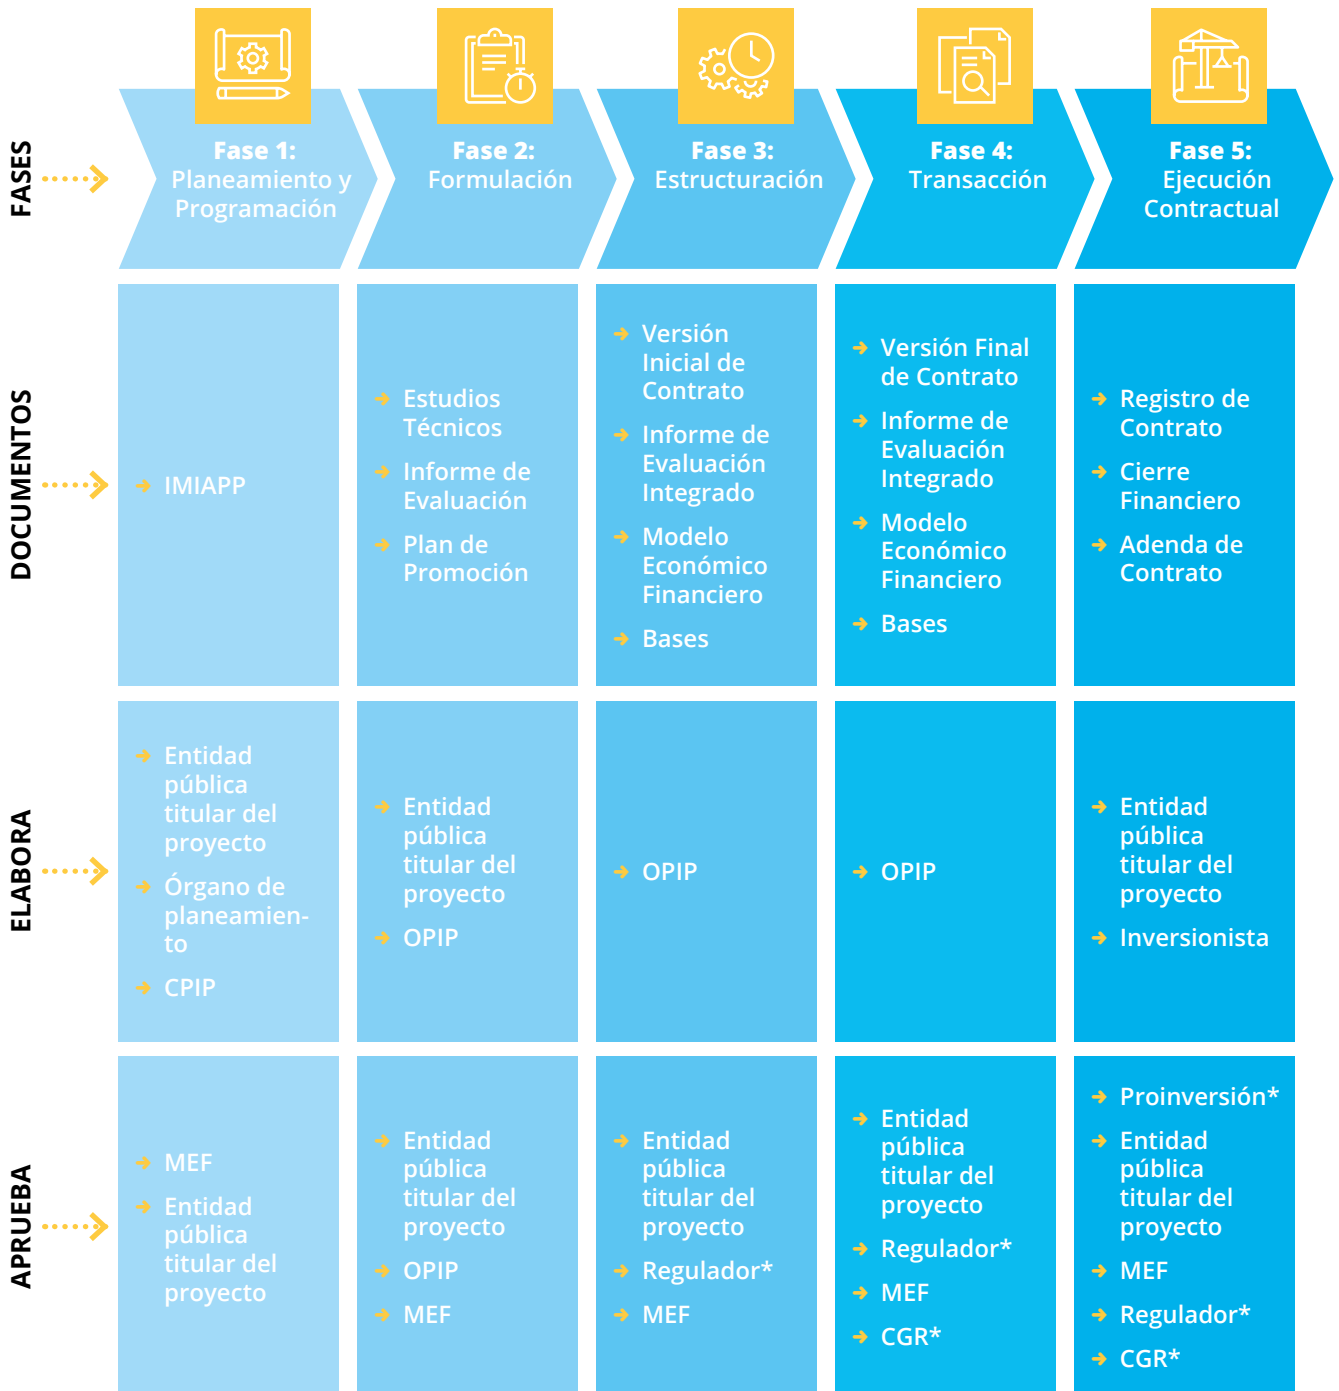 FASES
Fase 1:
Planeamiento y
Programación
Fase 2:
Formulación
Fase 3:
Estructuración
Fase 4:
Transacción
Fase 5:
Ejecución
Contractual
DOCUMENTOS
IMIAPP
Estudios
Técnicos
Informe de
Evaluación
Plan de
Promoción
Versión
Inicial de
Contrato
Informe de
Evaluación
Integrado
Modelo
Económico
Financiero
Bases
Versión Final
de Contrato
Informe de
Evaluación
Integrado
Modelo
Económico
Financiero
Bases
Registro de
Contrato
Cierre
Financiero
Adenda de
Contrato
ELABORA
Entidad
pública
titular del
proyecto
Órgano de
planeamien-
to
CPIP
Entidad
pública
titular del
proyecto
OPIP
OPIP
OPIP
Entidad
pública
titular del
proyecto
Inversionista
APRUEBA
MEF
Entidad
pública
titular del
proyecto
Entidad
pública
titular del
proyecto
OPIP
MEF
Entidad
pública
titular del
proyecto
Regulador*
MEF
Entidad
pública
titular del
proyecto
Regulador*
MEF
CGR*
Proinversión*
Entidad
pública
titular del
proyecto
MEF
Regulador*
CGR*